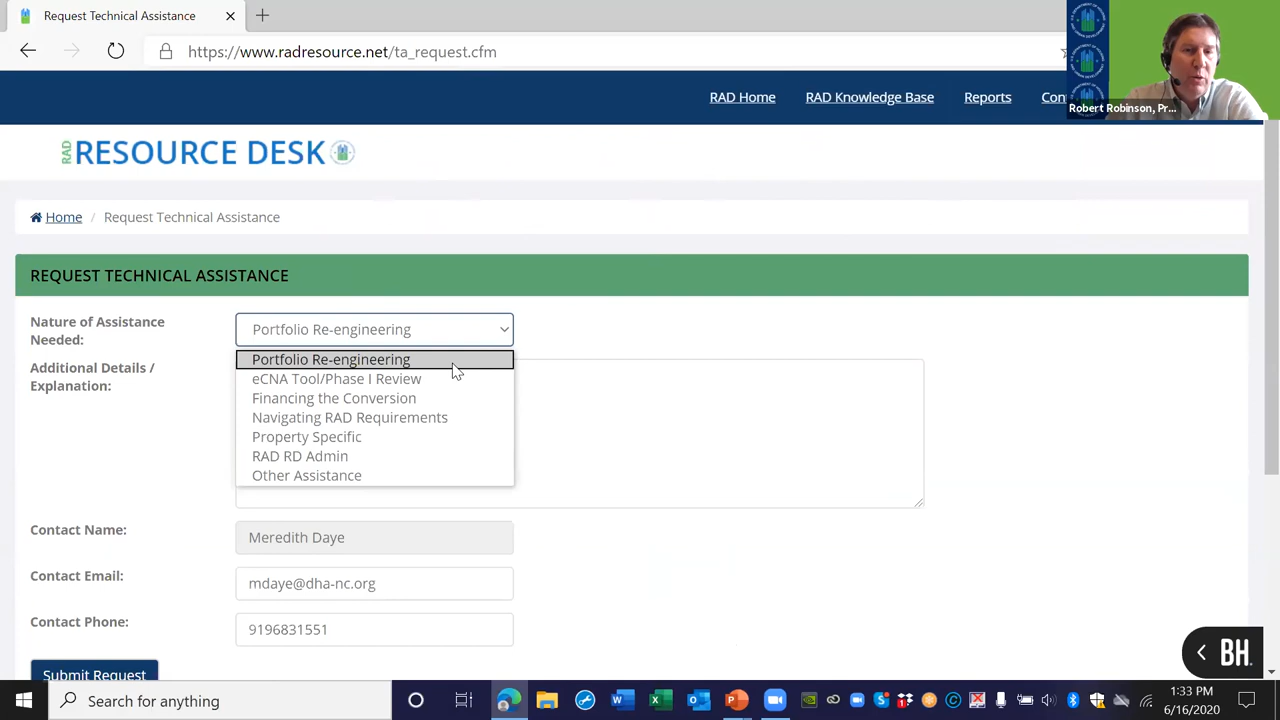 Request Technical Assistance
https://www.radresource.net/ta_request.cfm
Robert Robinson, Pr...
RAD Home
RAD Knowledge Base
Reports
RAD RESOURCE DESK
Home / Request Technical Assistance
REQUEST TECHNICAL ASSISTANCE
Nature of Assistance
Needed:
Portfolio Re-engineering
Portfolio Re-engineering
eCNA Tool/Phase I Review
Financing the Conversion
Navigating RAD Requirements
Property Specific
RAD RD Admin
Other Assistance
Additional Details /
Explanation:
Contact Name:
Meredith Daye
Contact Email:
mdaye@dha-nc.org
Contact Phone:
9196831551
Submit Request
BH.
Search for anything
1:33 PM
6/16/2020